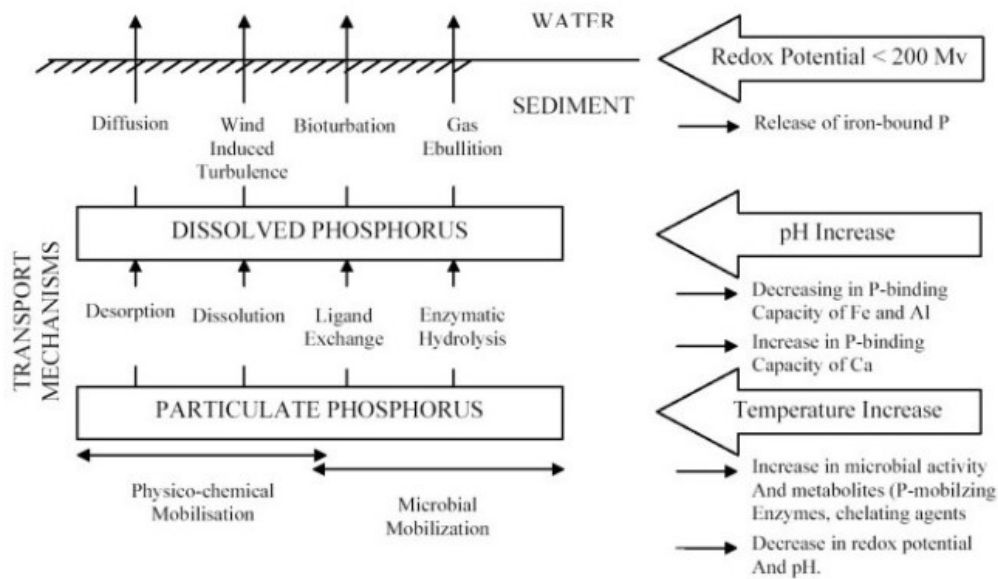 WATER
Redox Potential < 200 Mv
SEDIMENT
Diffusion
Wind
Induced
Turbulence
Bioturbation
Gas
Ebullition
Release of iron-bound P
DISSOLVED PHOSPHORUS
pH Increase
TRANSPORT
MECHANISMS
Desorption
Dissolution
Ligand
Exchange
Enzymatic
Hydrolysis
Decreasing in P-binding
Capacity of Fe and Al
Increase in P-binding
Capacity of Ca
PARTICULATE PHOSPHORUS
Temperature Increase
Physico-chemical
Mobilisation
Microbial
Mobilization
Increase in microbial activity
And metabolites (P-mobilzing
Enzymes, chelating agents
Decrease in redox potential
And pH.